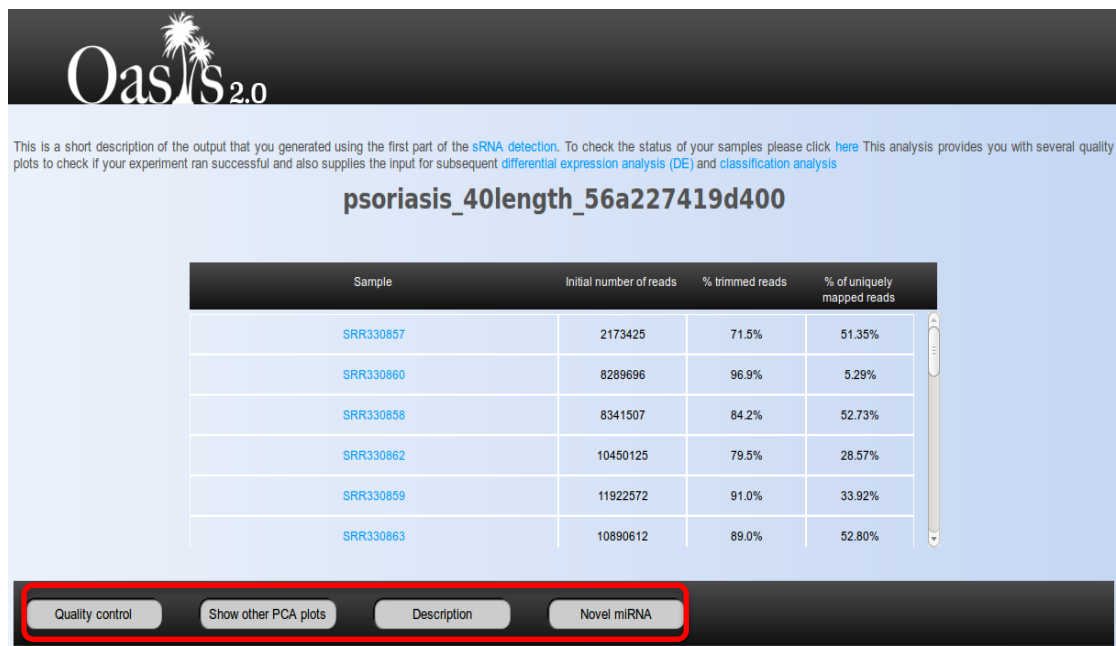 Oasis 2.0
This is a short description of the output that you generated using the first part of the sRNA detection. To check the status of your samples please click here This analysis provides you with several quality
plots to check if your experiment ran successful and also supplies the input for subsequent differential expression analysis (DE) and classification analysis
psoriasis_40length_56a227419d400
Sample Initial number of reads % trimmed reads % of uniquely mapped reads
SRR330857 2173425 71.5% 51.35%
SRR330860 8289696 96.9% 5.29%
SRR330858 8341507 84.2% 52.73%
SRR330862 10450125 79.5% 28.57%
SRR330859 11922572 91.0% 33.92%
SRR330863 10890612 89.0% 52.80%
Quality control Show other PCA plots Description Novel miRNA